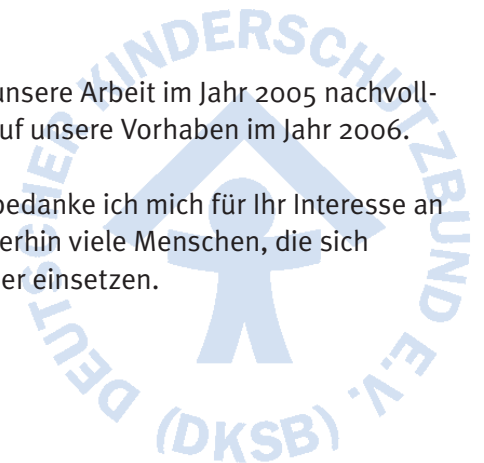 unsere Arbeit im Jahr 2005 nachvoll-
uf unsere Vorhaben im Jahr 2006.
bedanke ich mich für Ihr Interesse an
erhin viele Menschen, die sich
er einsetzen.
DEUTSCHER KINDERSCHUTZBUND E.V.
(DKSB)